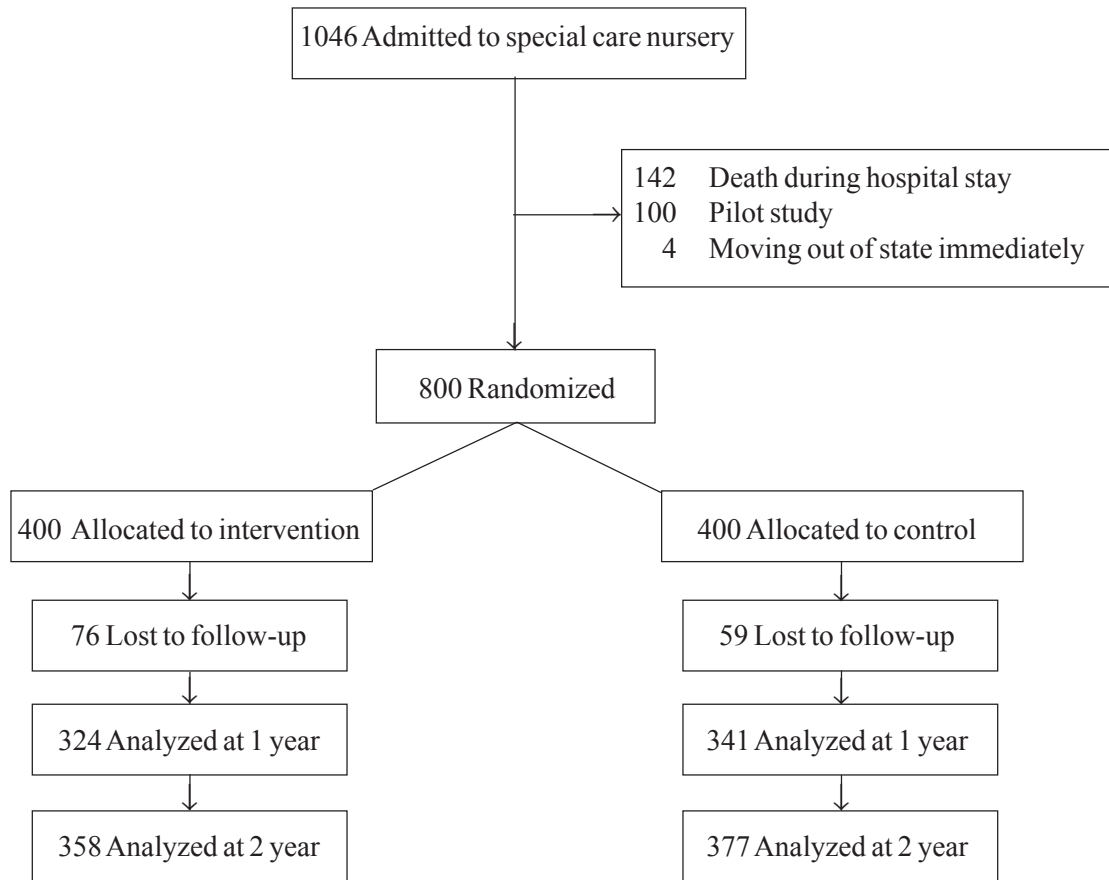 1046 Admitted to special care nursery
142 Death during hospital stay
100 Pilot study
4 Moving out of state immediately
800 Randomized
400 Allocated to intervention
400 Allocated to control
76 Lost to follow-up
59 Lost to follow-up
324 Analyzed at 1 year
341 Analyzed at 1 year
358 Analyzed at 2 year
377 Analyzed at 2 year